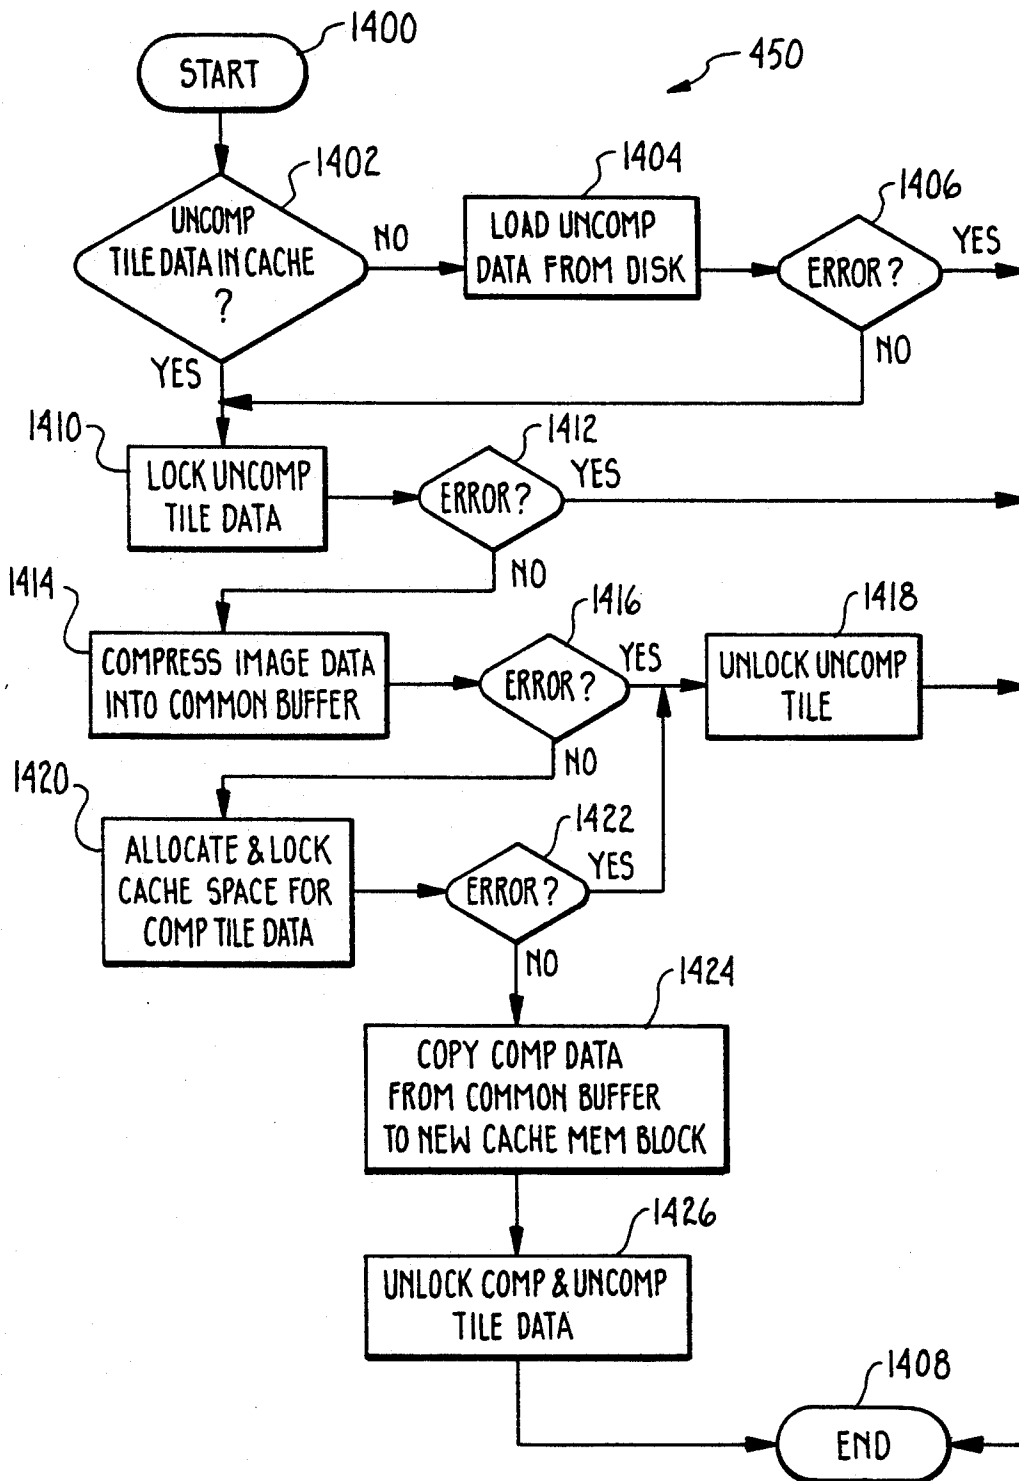 1400
START
450
1402
UNCOMP
TILE DATA IN CACHE
?
NO
YES
1404
LOAD UNCOMP
DATA FROM DISK
1406
ERROR?
YES
NO
1410
LOCK UNCOMP
TILE DATA
1412
ERROR?
YES
NO
1414
COMPRESS IMAGE DATA
INTO COMMON BUFFER
1416
ERROR?
YES
NO
1418
UNLOCK UNCOMP
TILE
1420
ALLOCATE & LOCK
CACHE SPACE FOR
COMP TILE DATA
1422
ERROR?
YES
NO
1424
COPY COMP DATA
FROM COMMON BUFFER
TO NEW CACHE MEM BLOCK
1426
UNLOCK COMP & UNCOMP
TILE DATA
1408
END